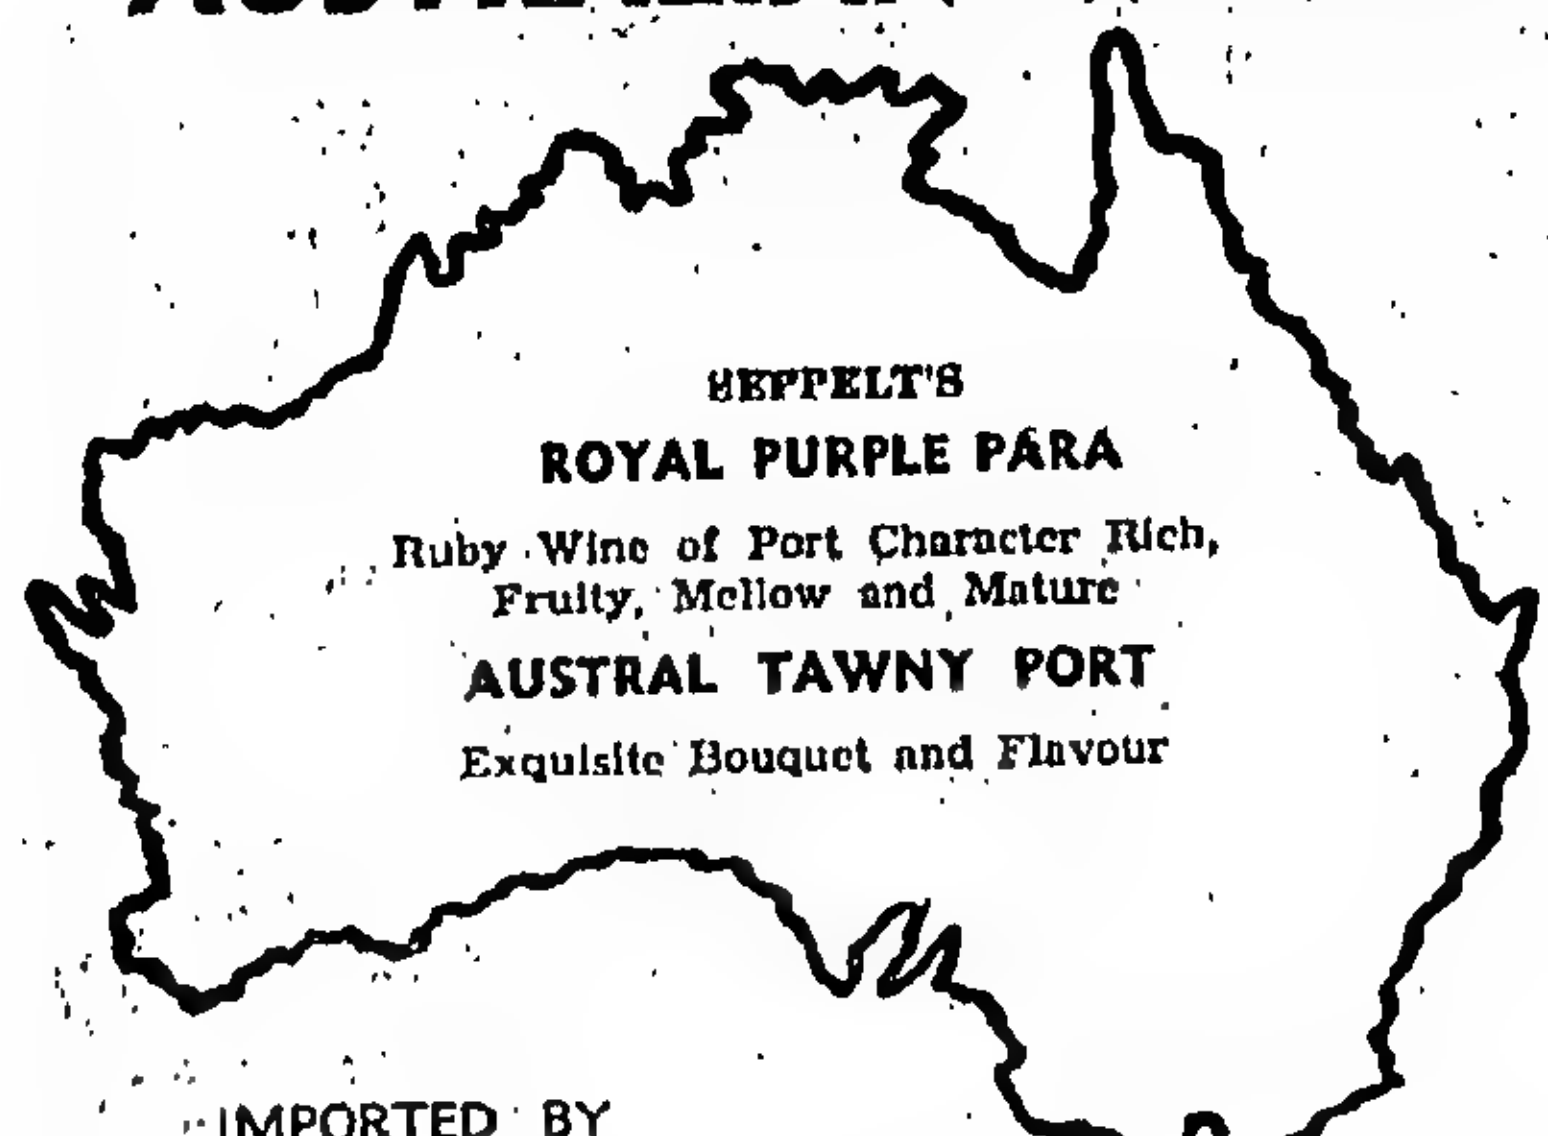 SEPPELT'S
ROYAL PURPLE PARA
Ruby Wine of Port Character Rich,
Fruity, Mellow and Mature
AUSTRAL TAWNY PORT
Exquisite Bouquet and Flavour
IMPORTED BY